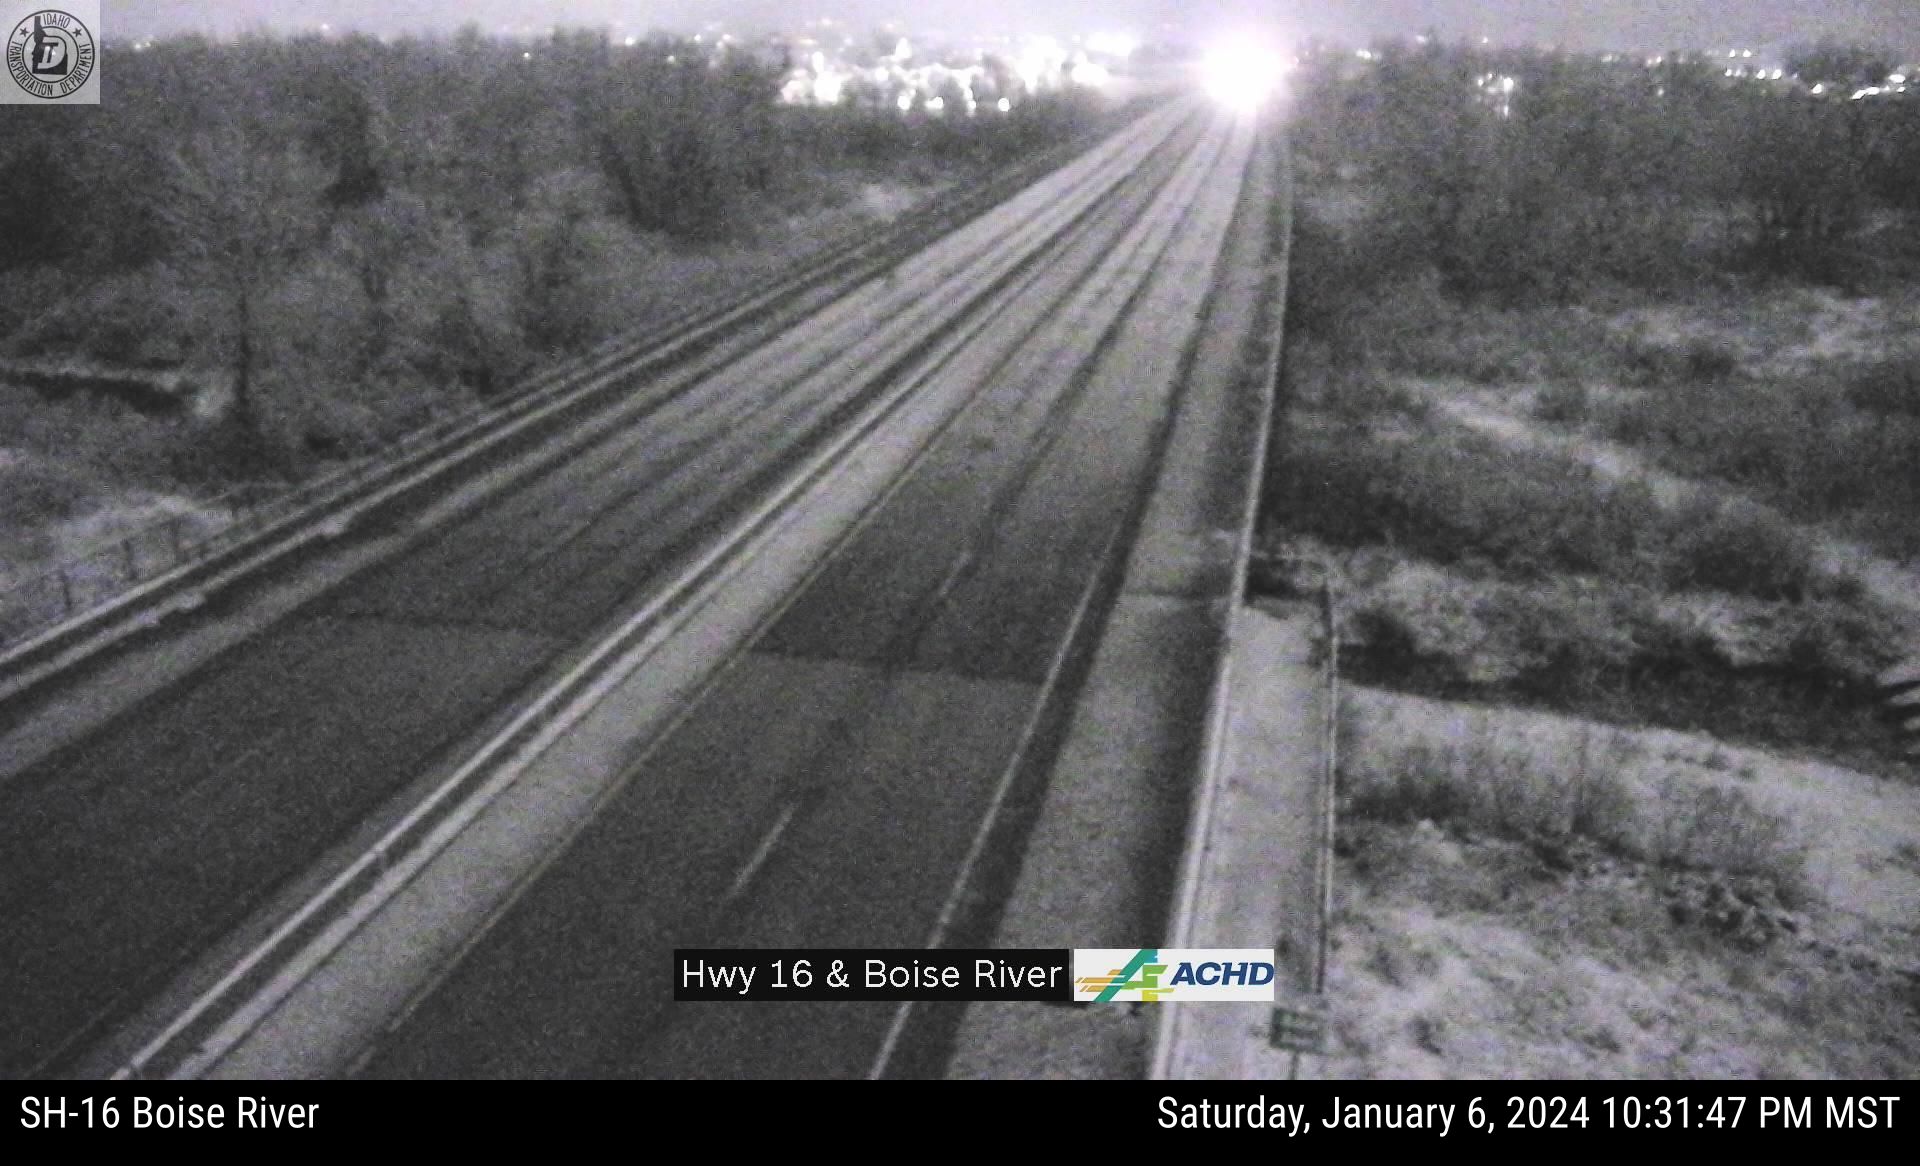 IDAHO
TRANSPORTATION DEPARTMENT
Hwy 16 & Boise River
ACHD
SH-16 Boise River
Saturday, January 6, 2024 10:31:47 PM MST